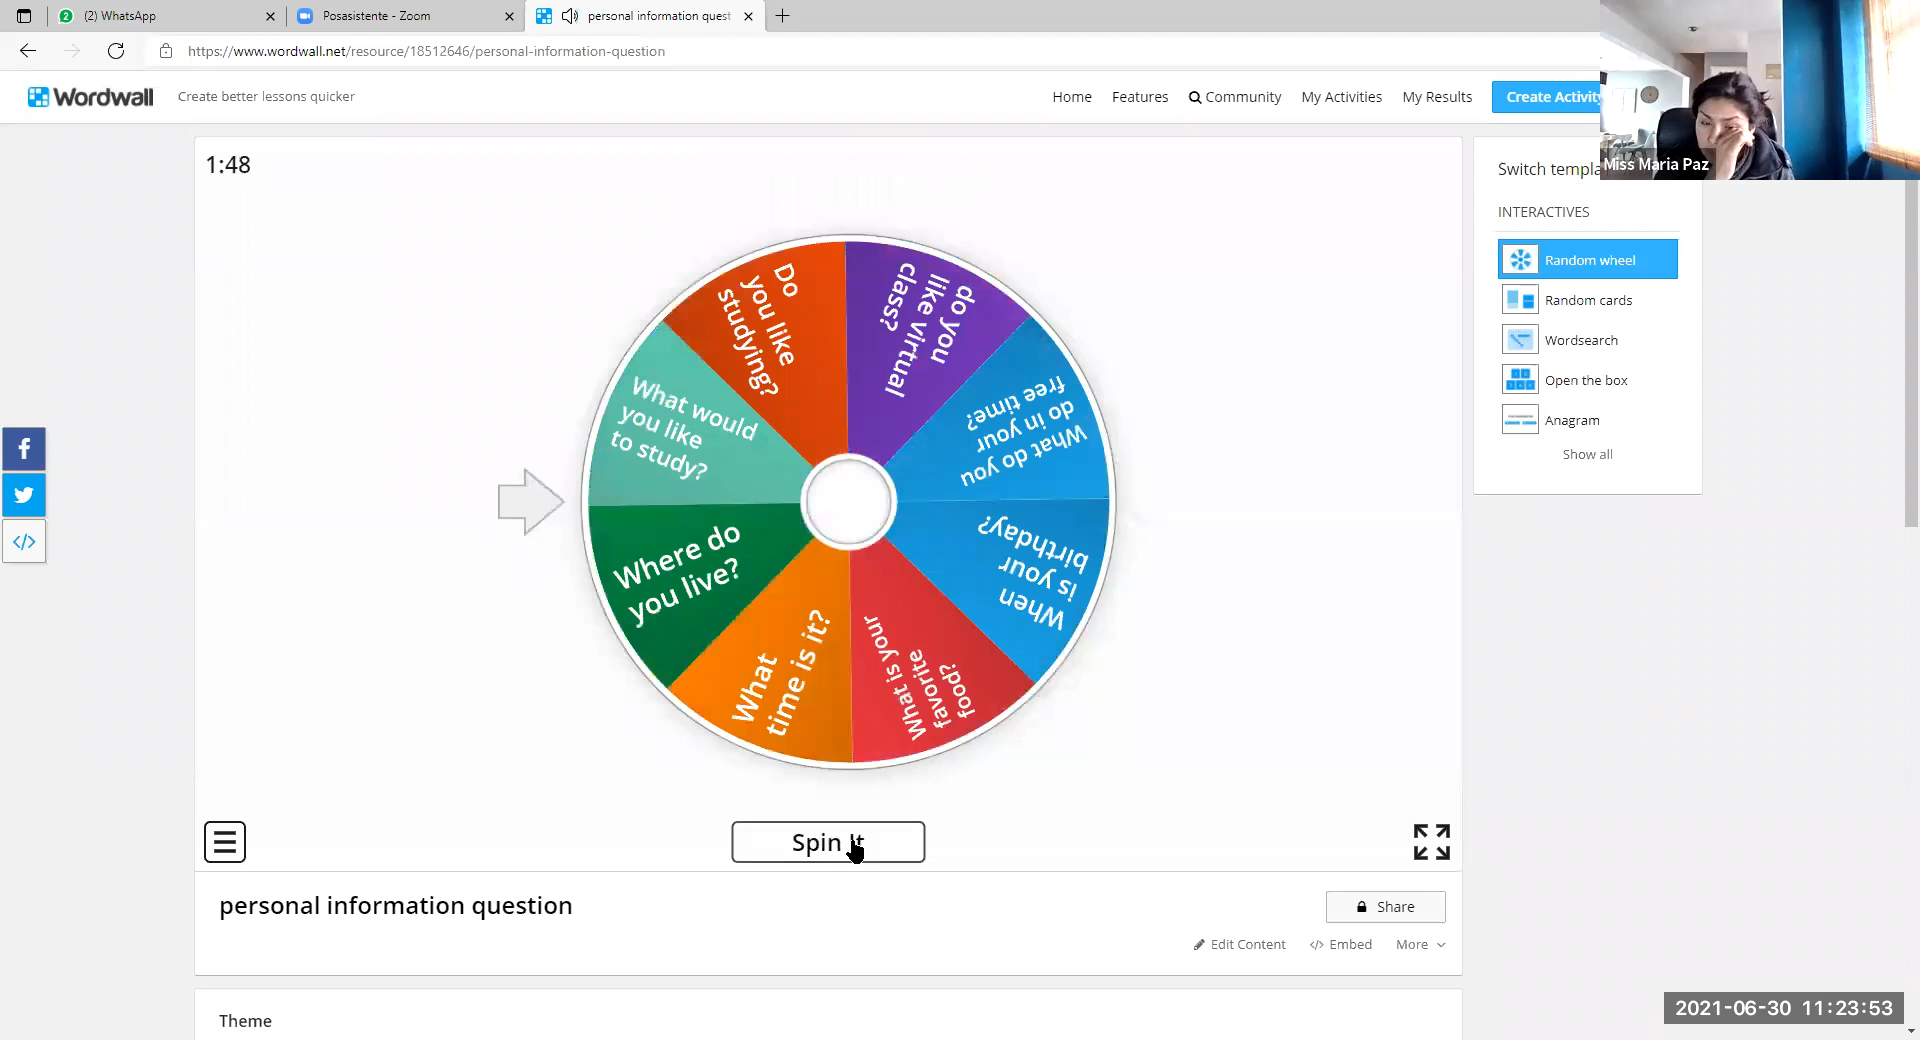 (2) WhatsApp
Posasistente - Zoom
personal information quest
https://www.wordwall.net/resource/18512646/personal-information-question
Wordwall
Create better lessons quicker
Home
Features
Community
My Activities
My Results
Create Activity
Miss Maria Paz
1:48
Do
you like
studying?
do you
like virtual
class?
What do you
do in your
free time?
When
is your
birthday?
What is your
favorite
food?
What
time is it?
Where do
you live?
What would
you like
to study?
Spin It
Switch templa
INTERACTIVES
Random wheel
Random cards
Wordsearch
Open the box
Anagram
Show all
personal information question
Share
Edit Content
</> Embed
More
Theme
2021-06-30 11:23:53